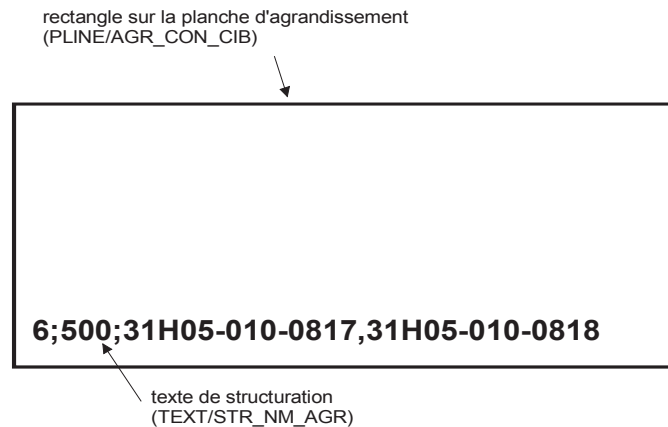 rectangle sur la planche d'agrandissement
(PLINE/AGR_CON_CIB)
6;500;31H05-010-0817,31H05-010-0818
texte de structuration
(TEXT/STR_NM_AGR)